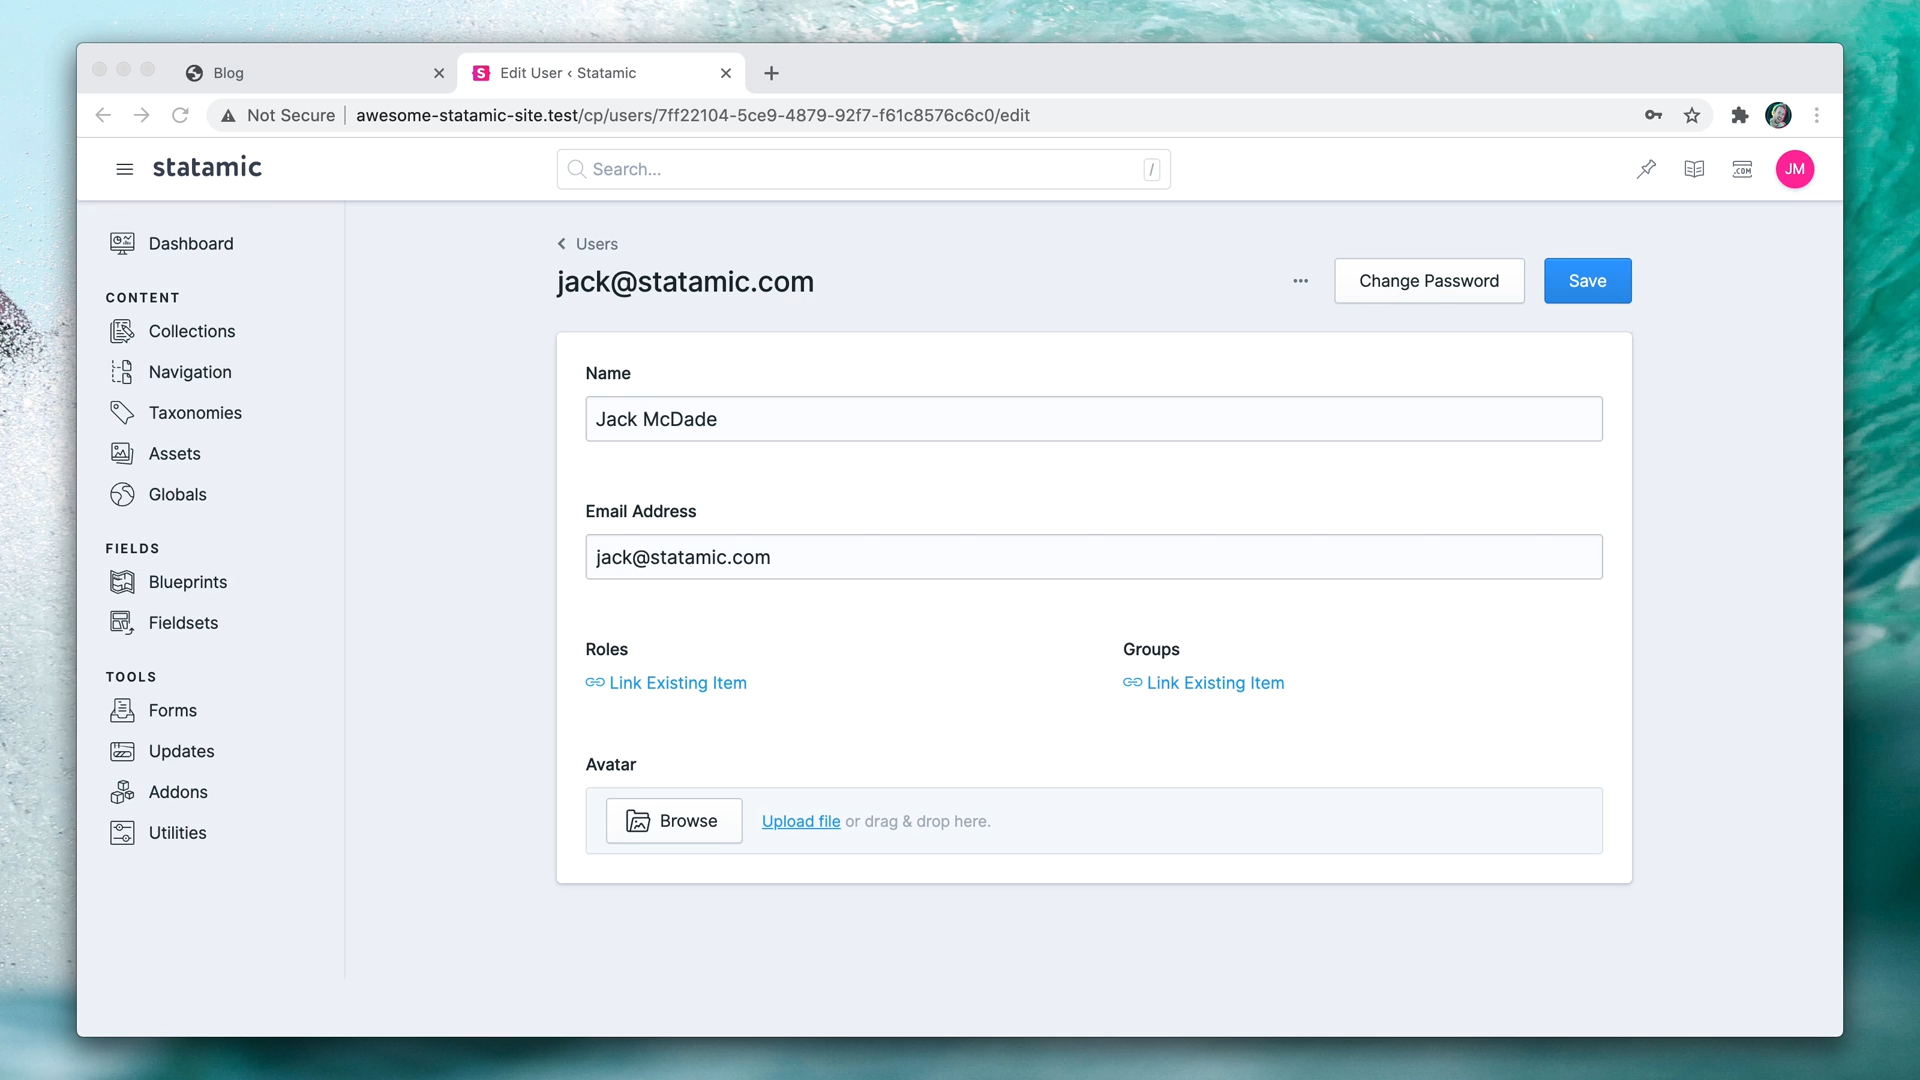 Blog
Edit User ‹ Statamic
Not Secure
awesome-statamic-site.test/cp/users/7ff22104-5ce9-4879-92f7-f61c8576c6c0/edit
statamic
Search...
/
.COM
JM
Dashboard
CONTENT
Collections
Navigation
Taxonomies
Assets
Globals
FIELDS
Blueprints
Fieldsets
TOOLS
Forms
Updates
Addons
Utilities
Users
jack@statamic.com
Change Password
Save
Name
Jack McDade
Email Address
jack@statamic.com
Roles
Groups
Link Existing Item
Link Existing Item
Avatar
Browse
Upload file or drag & drop here.